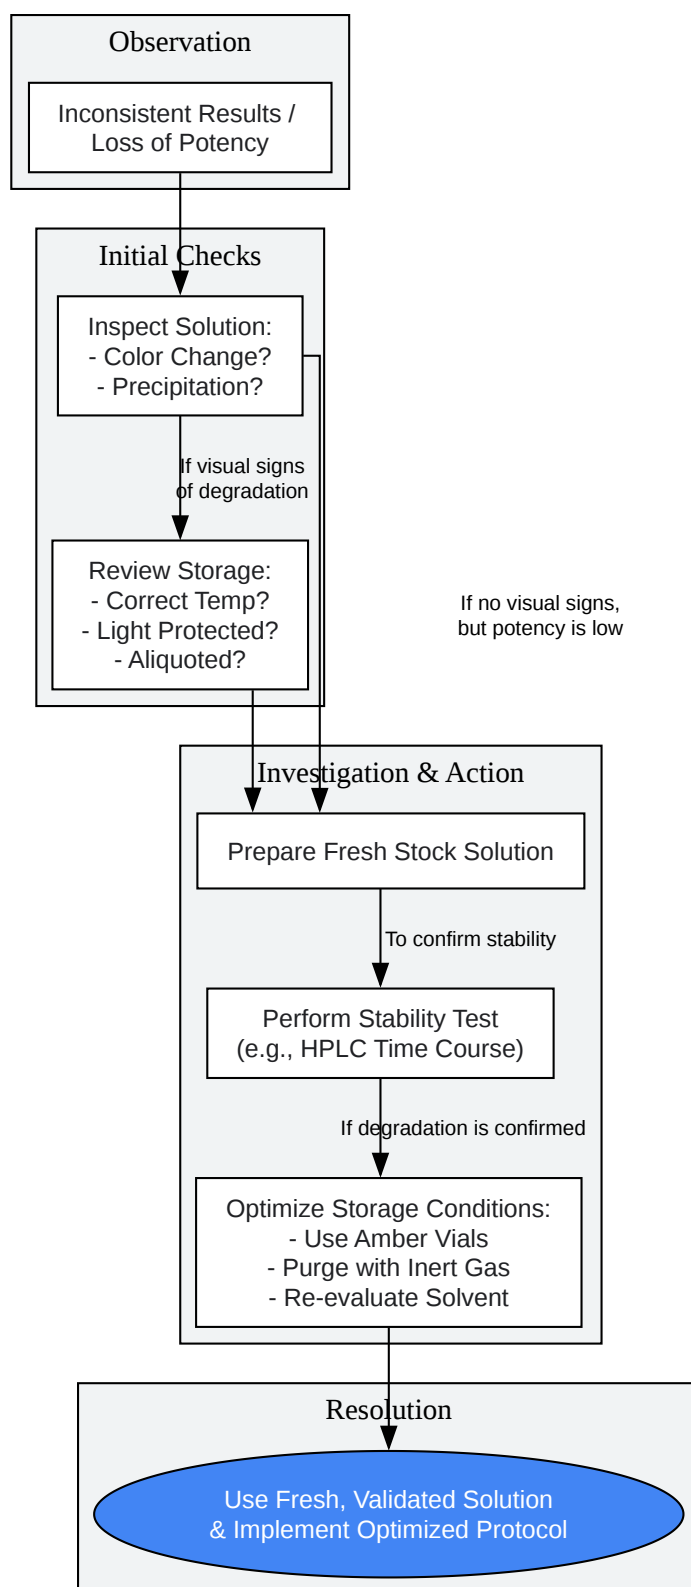 Observation
Inconsistent Results /
Loss of Potency
Initial Checks
Inspect Solution:
- Color Change?
- Precipitation?
If visual signs
of degradation
Review Storage:
- Correct Temp?
- Light Protected?
- Aliquoted?
If no visual signs,
but potency is low
Investigation & Action
Prepare Fresh Stock Solution
To confirm stability
Perform Stability Test
(e.g., HPLC Time Course)
If degradation is confirmed
Optimize Storage Conditions:
- Use Amber Vials
- Purge with Inert Gas
- Re-evaluate Solvent
Resolution
Use Fresh, Validated Solution
& Implement Optimized Protocol